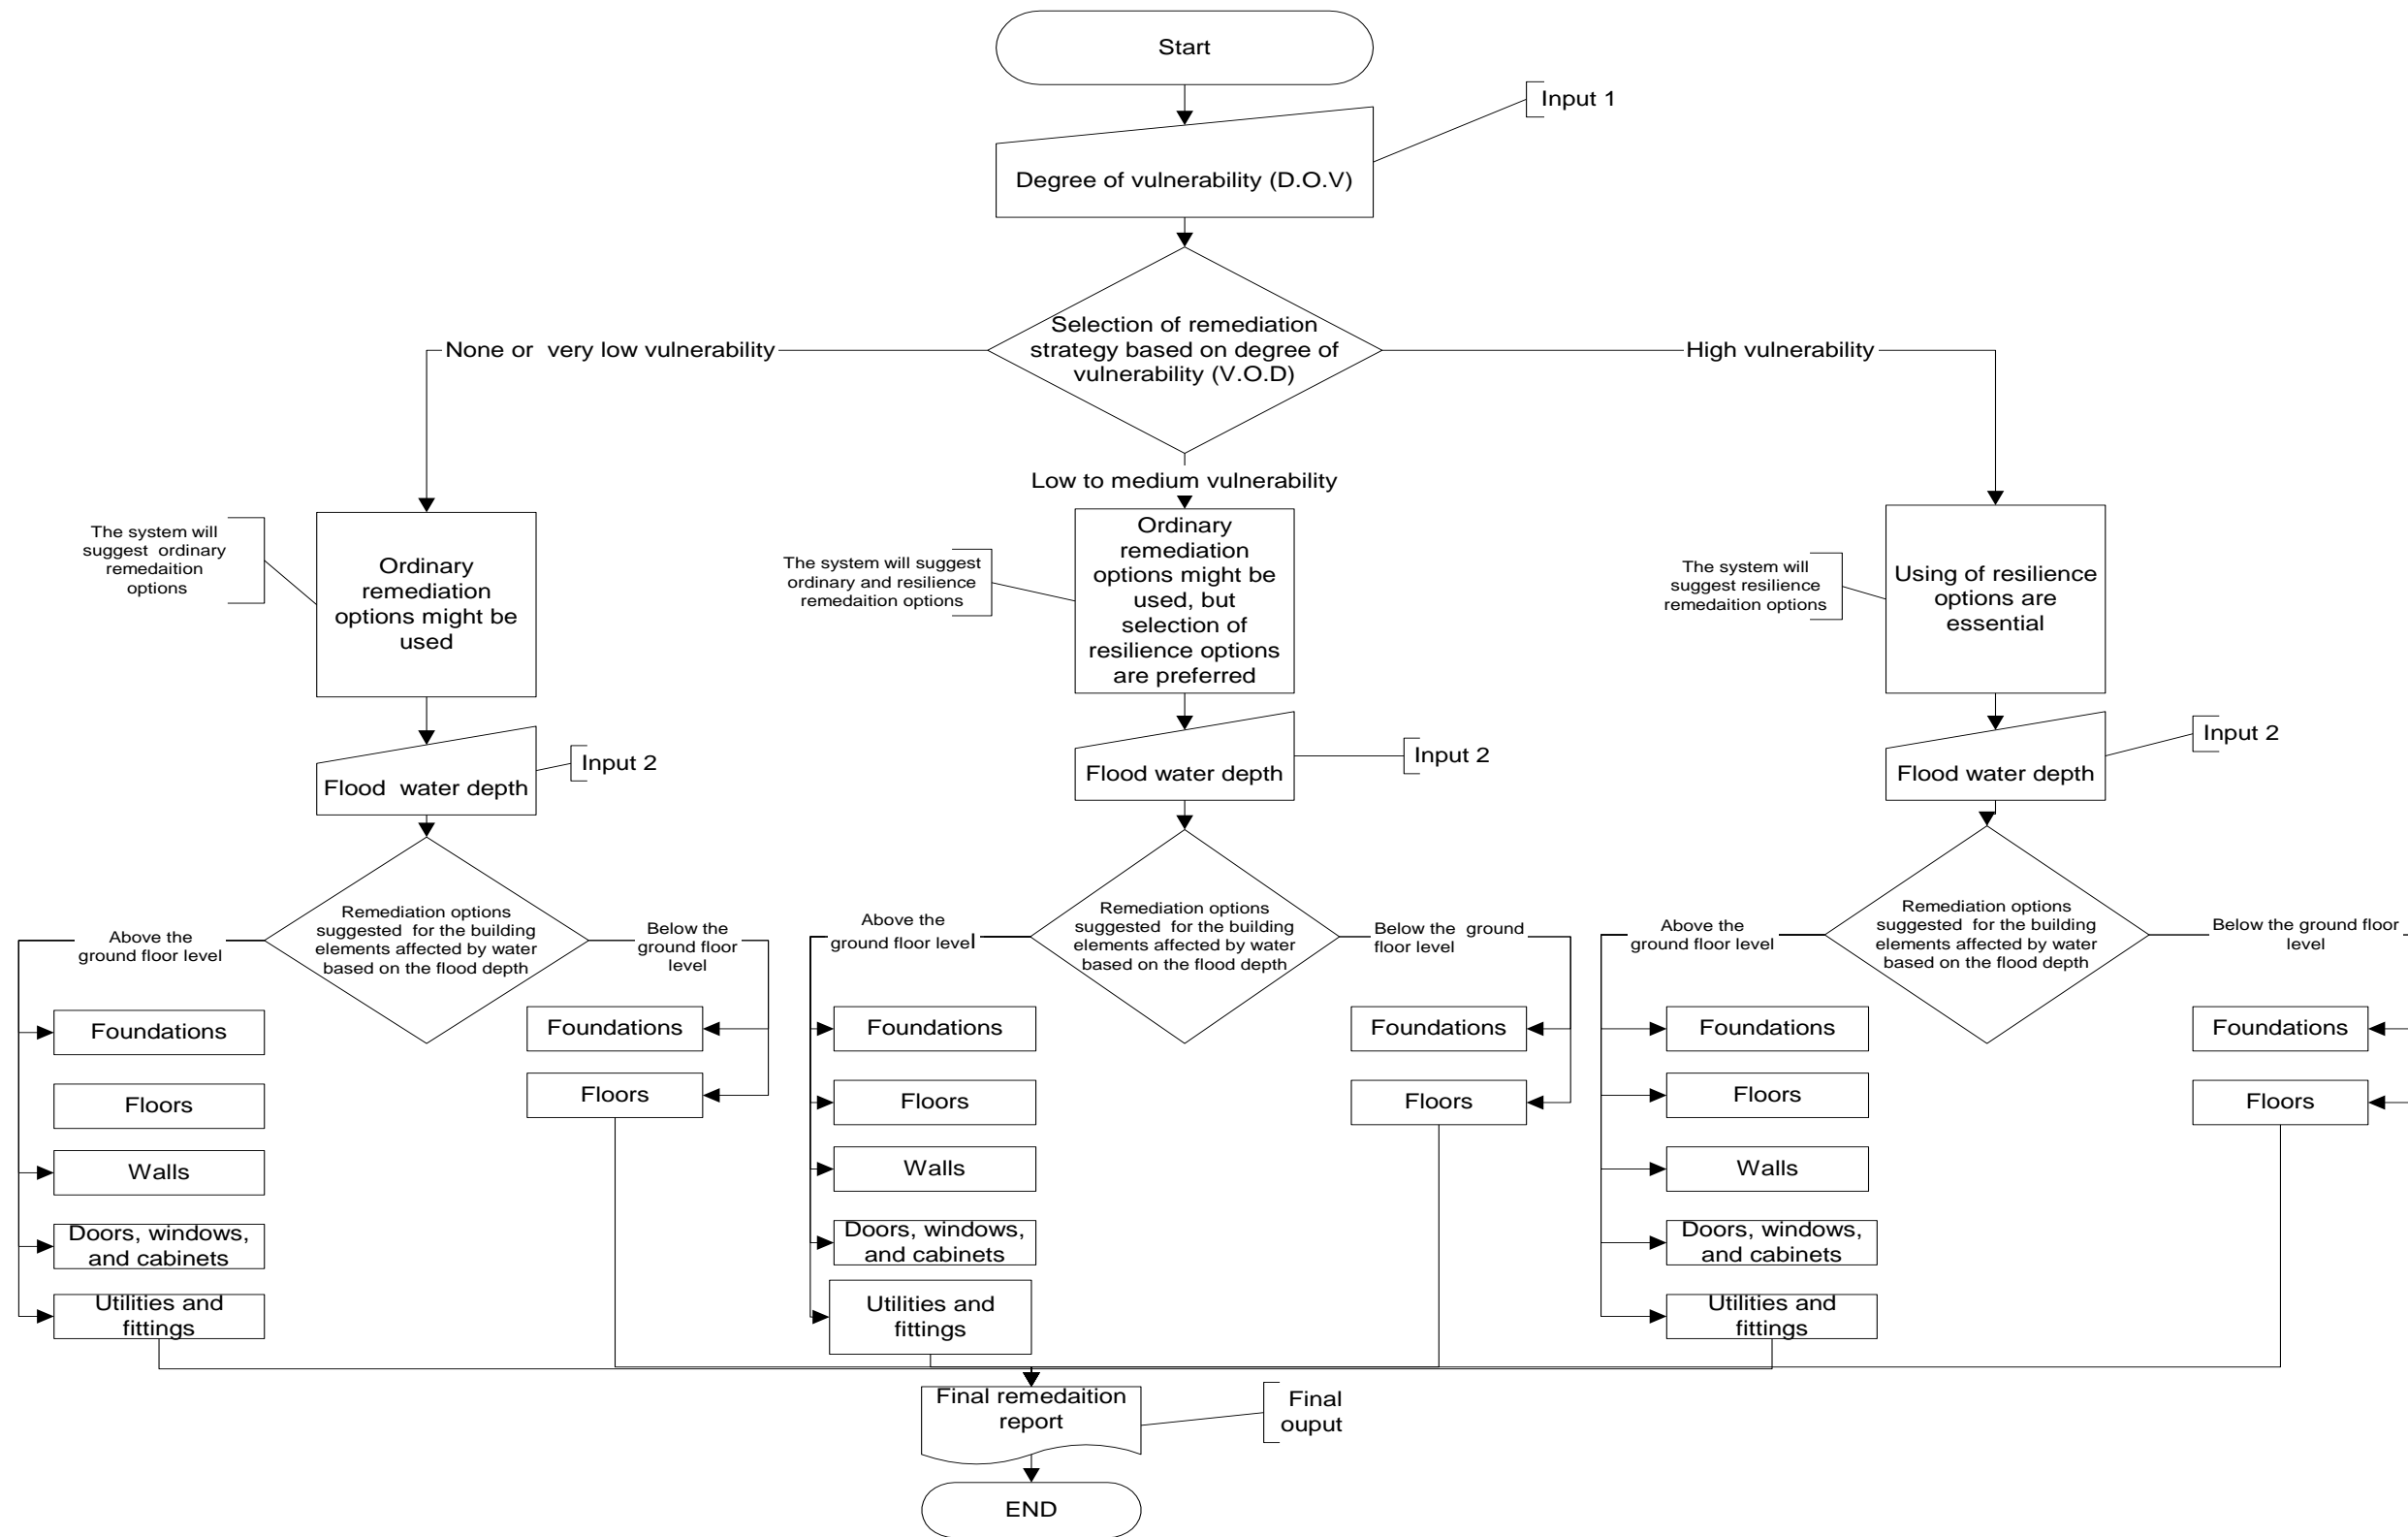 Start
Input 1
Degree of vulnerability (D.O.V)
Selection of remediation
strategy based on degree of
vulnerability (V.O.D)
None or very low vulnerability
High vulnerability
Low to medium vulnerability
The system will
suggest ordinary
remedaition
options
Ordinary
remediation
options might be
used
The system will suggest
ordinary and resilience
remedaition options
Ordinary
remediation
options might be
used, but
selection of
resilience options
are preferred
The system will
suggest resilience
remedaition options
Using of resilience
options are
essential
Flood water depth
Input 2
Flood water depth
Input 2
Flood water depth
Input 2
Above the
ground floor level
Remediation options
suggested for the building
elements affected by water
based on the flood depth
Below the
ground floor
level
Above the
ground floor level
Remediation options
suggested for the building
elements affected by water
based on the flood depth
Below the ground
floor level
Above the
ground floor level
Remediation options
suggested for the building
elements affected by water
based on the flood depth
Below the ground floor
level
Foundations
Floors
Walls
Doors, windows,
and cabinets
Utilities and
fittings
Foundations
Floors
Foundations
Floors
Walls
Doors, windows,
and cabinets
Utilities and
fittings
Foundations
Floors
Foundations
Floors
Walls
Doors, windows,
and cabinets
Utilities and
fittings
Foundations
Floors
Final remedaition
report
Final
ouput
END